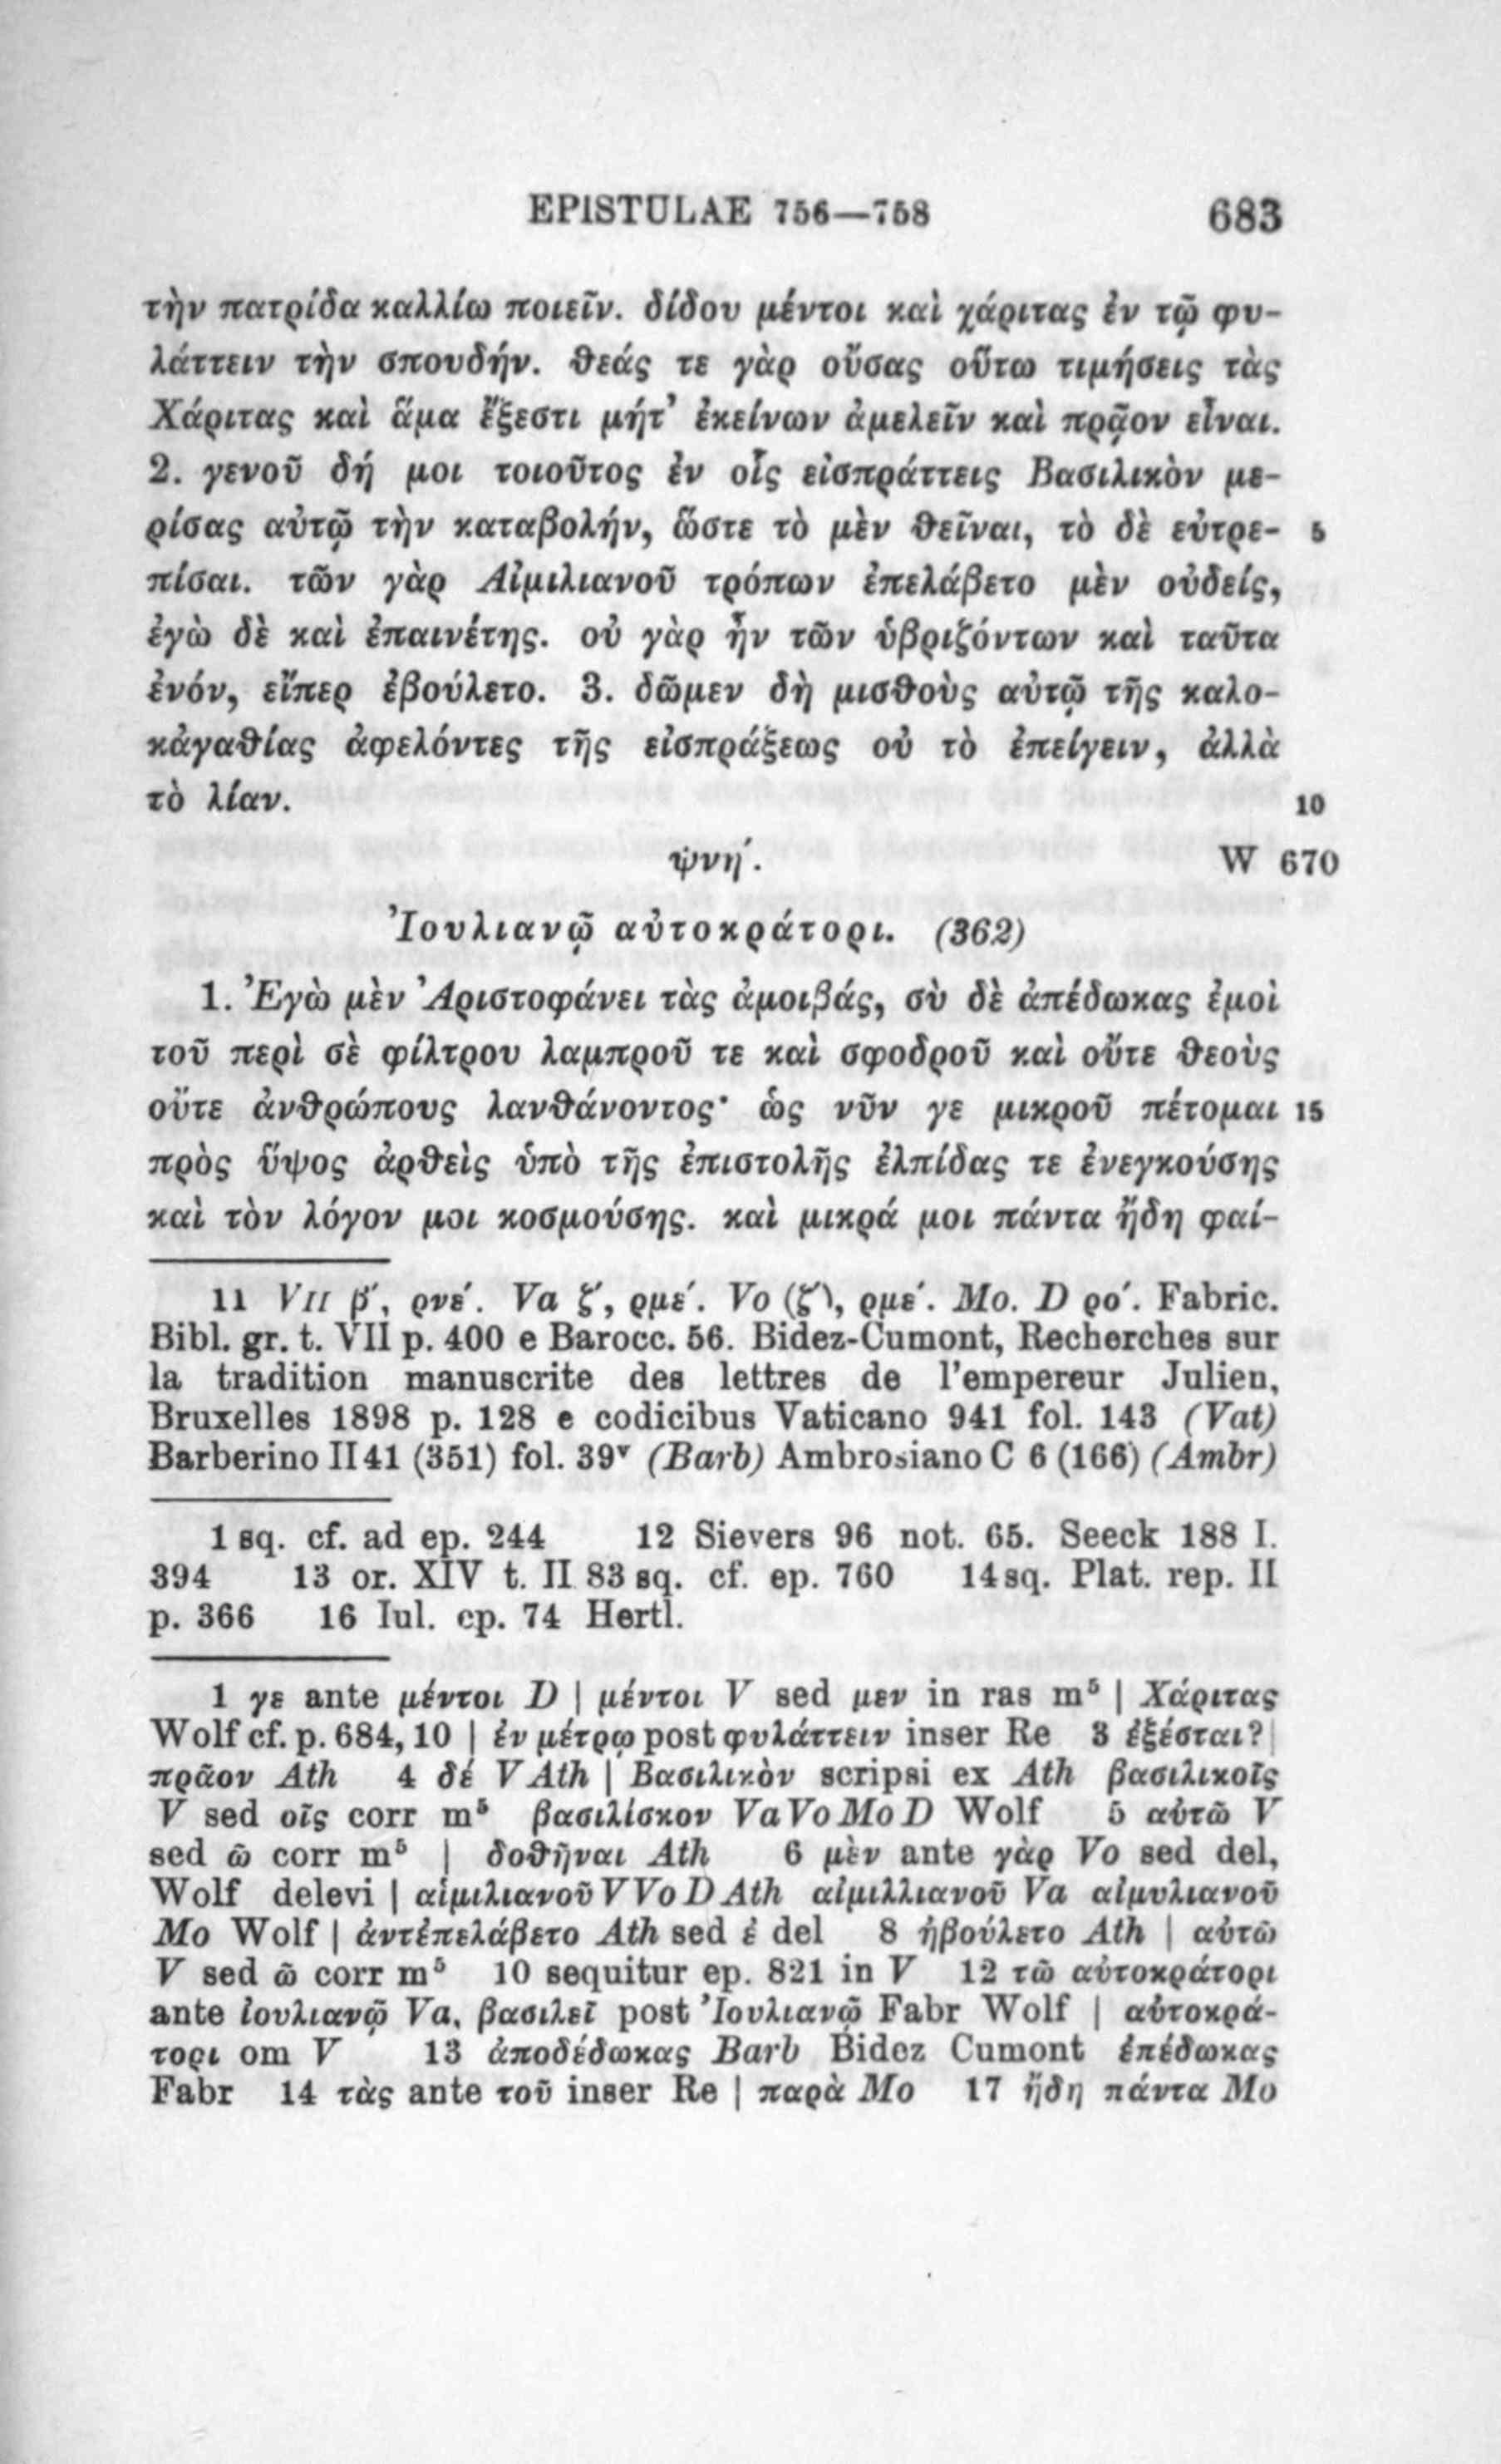 EPISTULAE 756—758 683
τὴν πατρίδα καλλίω ποιεῖν. δίδου μέντοι καὶ χάριτας ἐν τῷ φυ-
λάττειν τὴν σπουδήν. θεάς τε γὰρ οὔσας οὕτω τιμήσεις τὰς
Χάριτας καὶ ἅμα ἔξεστι μήτ’ ἐκείνων ἀμελεῖν καὶ πρᾷον εἶναι.
2. γενοῦ δή μοι τοιοῦτος ἐν οἷς εἰσπράττεις Βασιλικὸν με-
ρίσας αὐτῷ τὴν καταβολήν, ὥστε τὸ μὲν θεῖναι, τὸ δὲ εὐτρε- 5
πίσαι. τῶν γὰρ Αἰμιλιανοῦ τρόπων ἐπελάβετο μὲν οὐδείς,
ἐγὼ δὲ καὶ ἐπαινέτης. οὐ γὰρ ἦν τῶν ὑβριζόντων καὶ ταῦτα
ἐνόν, εἴπερ ἐβούλετο. 3. δῶμεν δὴ μισθοὺς αὐτῷ τῆς καλο-
κἀγαθίας ἀφελόντες τῆς εἰσπράξεως οὐ τὸ ἐπείγειν, ἀλλὰ
τὸ λίαν. 10
ψνη′. W 670
Ἰουλιανῷ αὐτοκράτορι. (362)
1. Ἐγὼ μὲν Ἀριστοφάνει τὰς ἀμοιβάς, σὺ δὲ ἀπέδωκας ἐμοὶ
τοῦ περὶ σὲ φίλτρου λαμπροῦ τε καὶ σφοδροῦ καὶ οὔτε θεοὺς
οὔτε ἀνθρώπους λανθάνοντος· ὡς νῦν γε μικροῦ πέτομαι 15
πρὸς ὕψος ἀρθεὶς ὑπὸ τῆς ἐπιστολῆς ἐλπίδας τε ἐνεγκούσης
καὶ τὸν λόγον μοι κοσμούσης. καὶ μικρά μοι πάντα ἤδη φαί-
11 VII β′, ρνε′. Va ζ′, ρμε′. Vo (ζ′), ρμε′. Mo. D ρο′. Fabric.
Bibl. gr. t. VII p. 400 e Barocc. 56. Bidez-Cumont, Recherches sur
la tradition manuscrite des lettres de l’empereur Julien,
Bruxelles 1898 p. 128 e codicibus Vaticano 941 fol. 143 (Vat)
Barberino II 41 (351) fol. 39ᵛ (Barb) Ambrosiano C 6 (166) (Ambr)
1 sq. cf. ad ep. 244 12 Sievers 96 not. 65. Seeck 188 I.
394 13 or. XIV t. II 83 sq. cf. ep. 760 14 sq. Plat. rep. II
p. 366 16 Iul. ep. 74 Hertl.
1 γε ante μέντοι D | μέντοι V sed μεν in ras m⁵ | Χάριτας
Wolf cf. p. 684, 10 | ἐν μέτρῳ post φυλάττειν inser Re 3 ἐξέσται? |
πρᾶον Ath 4 δέ V Ath | Βασιλικὸν scripsi ex Ath βασιλικοῖς
V sed οῖς corr m⁵ βασιλίσκον Va Vo Mo D Wolf 5 αὐτῶ V
sed ῶ corr m⁵ | δοθῆναι Ath 6 μὲν ante γὰρ Vo sed del,
Wolf delevi | αἰμιλιανοῦ V Vo D Ath αἰμιλλιανοῦ Va αἰμυλιανοῦ
Mo Wolf | ἀντἐπελάβετο Ath sed ἐ del 8 ἠβούλετο Ath | αὐτῶ
V sed ῶ corr m⁵ 10 sequitur ep. 821 in V 12 τῶ αὐτοκράτορι
ante ἰουλιανῷ Va, βασιλεῖ post Ἰουλιανῷ Fabr Wolf | αὐτοκρά-
τορι om V 13 ἀποδέδωκας Barb Bidez Cumont ἐπέδωκας
Fabr 14 τὰς ante τοῦ inser Re | παρὰ Mo 17 ἤδη πάντα Mo